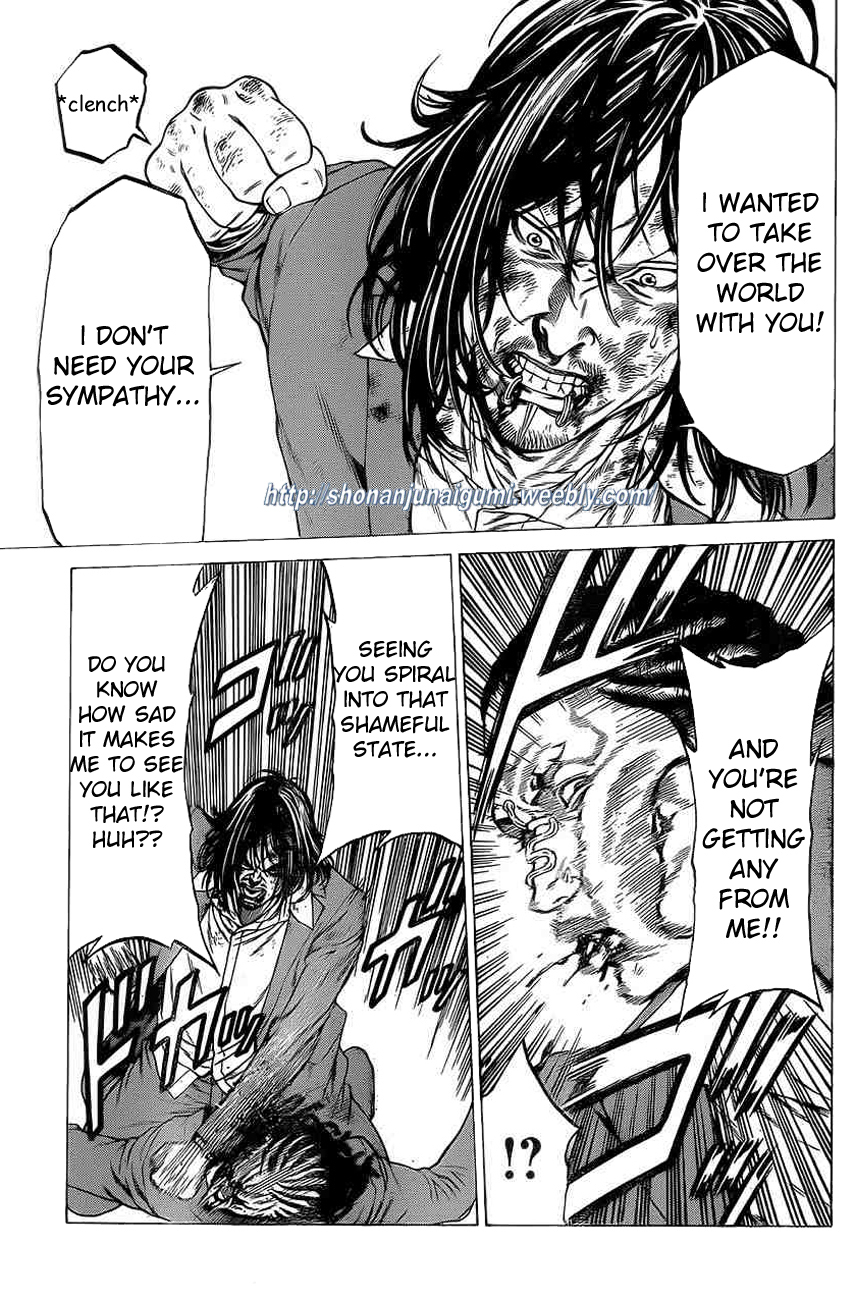 I WANTED
TO TAKE
OVER THE
WORLD
WITH YOU!
*clench*
I DON'T
NEED YOUR
SYMPATHY...
http://shonanjunaigumi.weebly.com/
AND
YOU'RE
NOT
GETTING
ANY
FROM
ME!!
!?
SEEING
YOU SPIRAL
INTO THAT
SHAMEFUL
STATE...
DO YOU
KNOW
HOW SAD
IT MAKES
ME TO SEE
YOU LIKE
THAT!?
HUH??